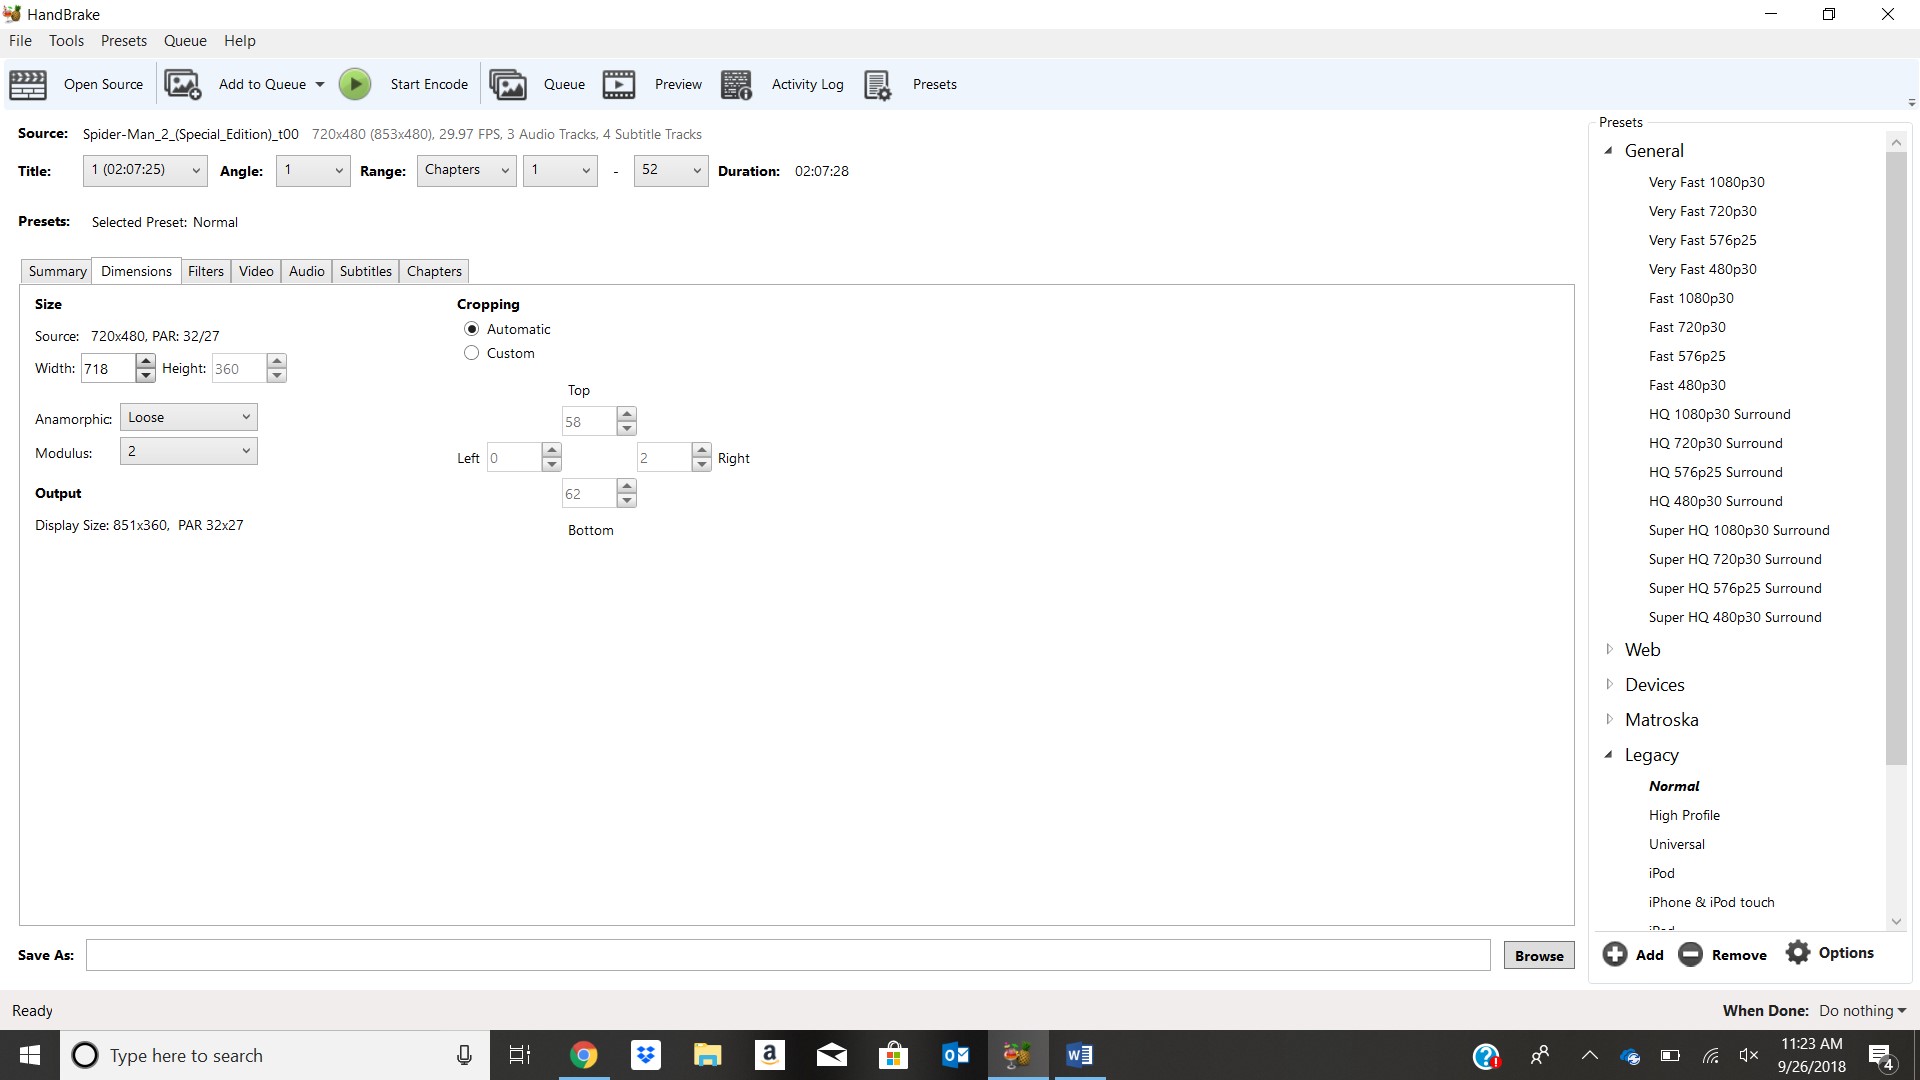 HandBrake
File Tools Presets Queue Help
Open Source Add to Queue Start Encode Queue Preview Activity Log Presets
Source: Spider-Man_2_(Special_Edition)_t00 720x480 (853x480), 29.97 FPS, 3 Audio Tracks, 4 Subtitle Tracks
Title: 1 (02:07:25) Angle: 1 Range: Chapters 1 - 52 Duration: 02:07:28
Presets: Selected Preset: Normal
Summary Dimensions Filters Video Audio Subtitles Chapters
Size
Source: 720x480, PAR: 32/27
Width: 718 Height: 360
Anamorphic: Loose
Modulus: 2
Output
Display Size: 851x360, PAR 32x27
Cropping
Automatic
Custom
Top
58
Left 0 2 Right
62
Bottom
Save As: Browse
Presets
General
Very Fast 1080p30
Very Fast 720p30
Very Fast 576p25
Very Fast 480p30
Fast 1080p30
Fast 720p30
Fast 576p25
Fast 480p30
HQ 1080p30 Surround
HQ 720p30 Surround
HQ 576p25 Surround
HQ 480p30 Surround
Super HQ 1080p30 Surround
Super HQ 720p30 Surround
Super HQ 576p25 Surround
Super HQ 480p30 Surround
Web
Devices
Matroska
Legacy
Normal
High Profile
Universal
iPod
iPhone & iPod touch
Add Remove Options
Ready When Done: Do nothing
Type here to search
11:23 AM
9/26/2018
4